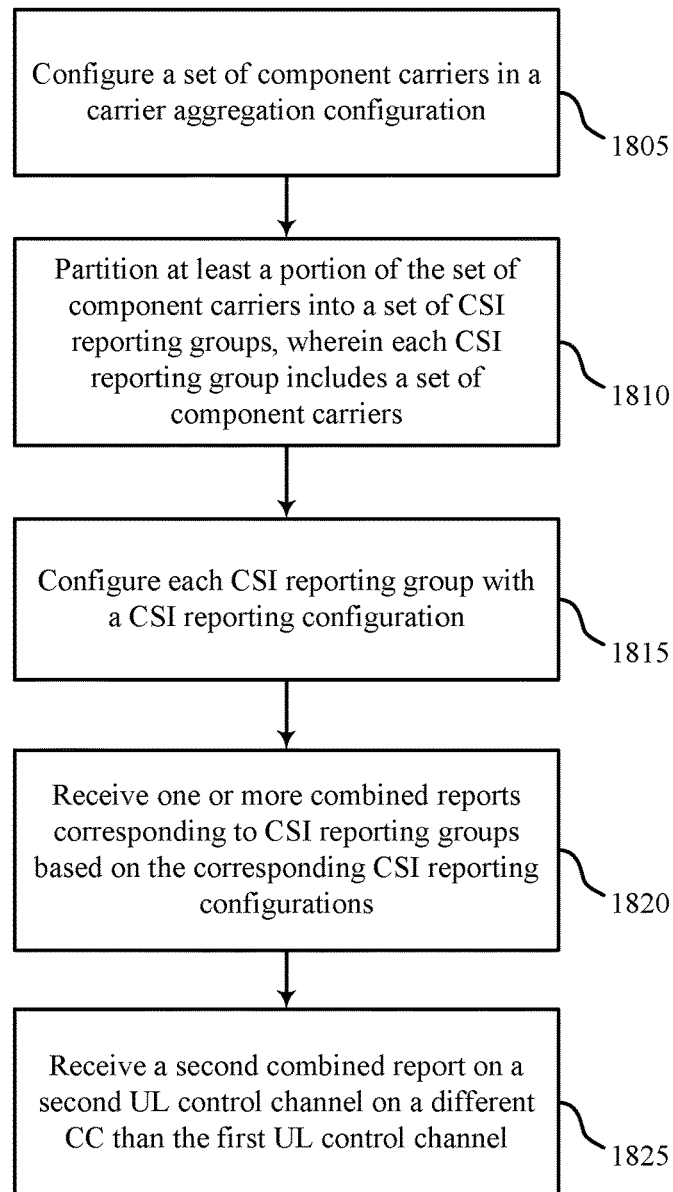 Configure a set of component carriers in a
carrier aggregation configuration
1805
Partition at least a portion of the set of
component carriers into a set of CSI
reporting groups, wherein each CSI
reporting group includes a set of
component carriers
1810
Configure each CSI reporting group with
a CSI reporting configuration
1815
Receive one or more combined reports
corresponding to CSI reporting groups
based on the corresponding CSI reporting
configurations
1820
Receive a second combined report on a
second UL control channel on a different
CC than the first UL control channel
1825